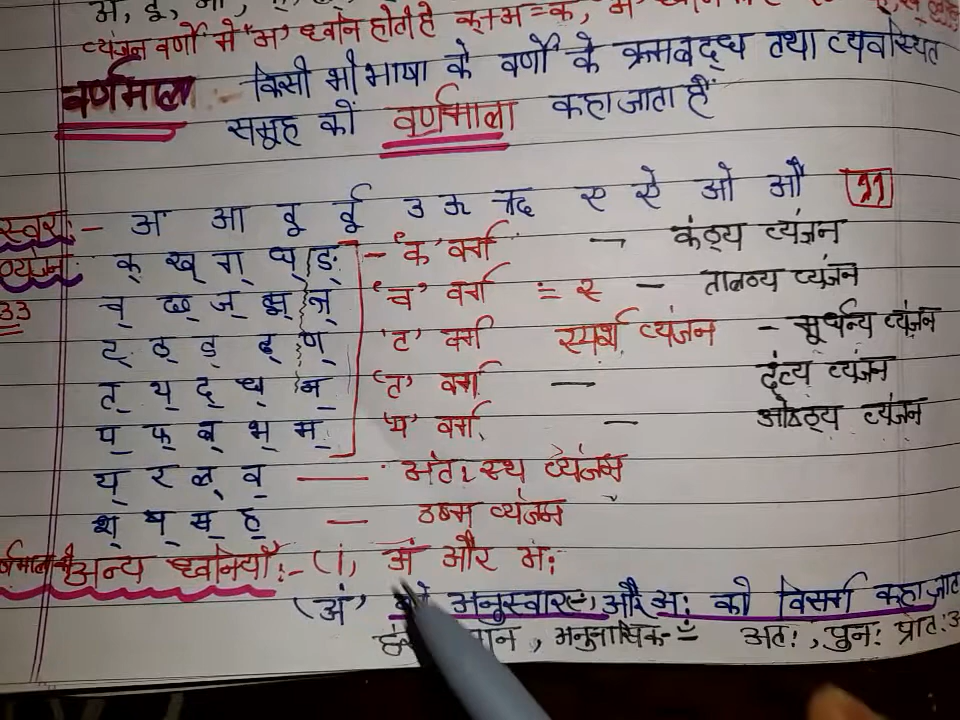 व्यंजन वर्णो में 'अ' ध्वनि होती है क्+अ=क,
वर्णमाला :- किसी भी भाषा के वर्णों के क्रमबद्ध तथा व्यवस्थित
समूह को वर्णमाला कहा जाता है
स्वर :- अ आ इ ई उ ऊ ऋ ए ऐ ओ औ 11
व्यंजन क् ख् ग् घ् ङ् - 'क' वर्ग - कंठ्य व्यंजन
33 च् छ् ज् झ् ञ् 'च' वर्ग - तालव्य व्यंजन
ट् ठ् ड् ढ् ण् 'ट' वर्ग स्पर्श व्यंजन - मूर्धन्य व्यंजन
त् थ् द् ध् न् 'त' वर्ग — दंत्य व्यंजन
प् फ् ब् भ् म् 'प' वर्ग — ओष्ठ्य व्यंजन
य् र ल् व् — अंतःस्थ व्यंजन
श् ष् स् ह् — उष्म व्यंजन
अन्य ध्वनियाँ :- (i) अं और अः
('अं' को अनुस्वार और अः को विसर्ग कहा जाता
अनुनासिक = अतः, पुनः प्रातः